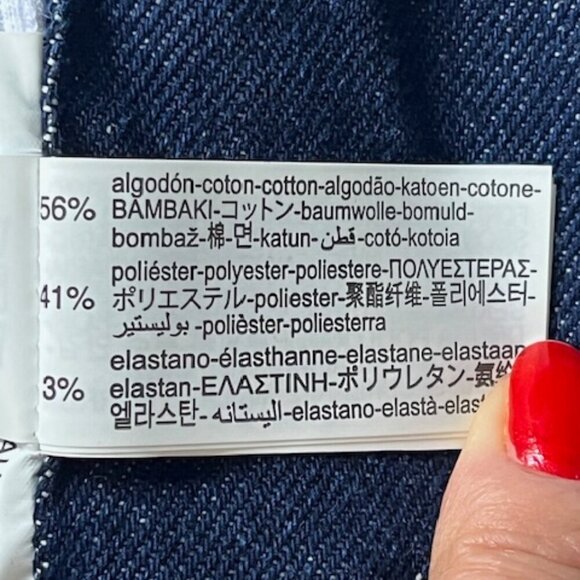 56% algodón-coton-cotton-algodão-katoen-cotone-
BAMBAKI-コットン-baumwolle-bomuld-
bombaž-棉-면-katun-قطن-cotó-kotoia
41% poliéster-polyester-poliestere-ΠΟΛΥΕΣΤΕΡΑΣ-
ポリエステル-poliester-聚酯纤维-폴리에스터-
بوليستير-polièster-poliesterra
3% elastano-élasthanne-elastane-elastaan
elastan-ΕΛΑΣΤΙΝΗ-ポリウレタン-氨纶
엘라스탄-اليستانه-elastano-elastà-elast